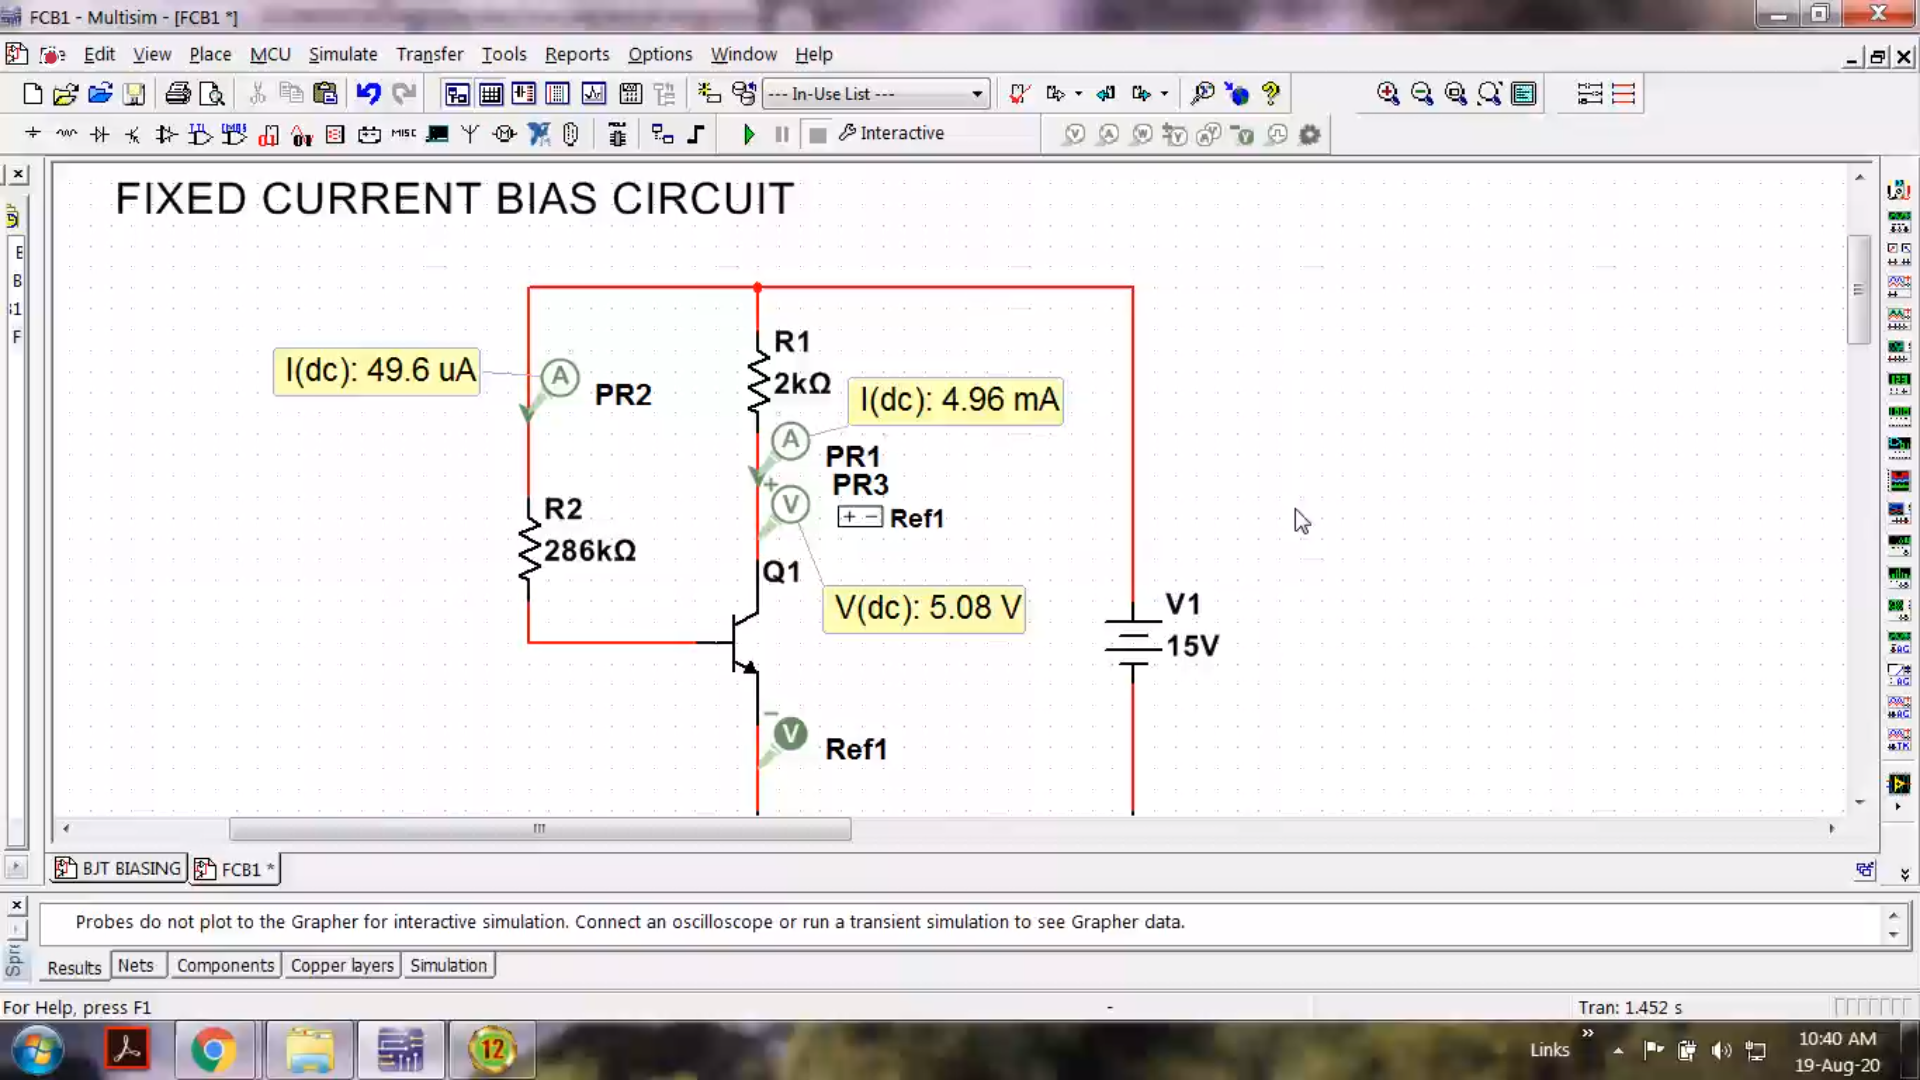 FCB1 - Multisim - [FCB1 *]
Edit View Place MCU Simulate Transfer Tools Reports Options Window Help
--- In-Use List ---
MISC Interactive
FIXED CURRENT BIAS CIRCUIT
I(dc): 49.6 uA
A
PR2
R1
2kΩ
I(dc): 4.96 mA
A
PR1
PR3
V
+ − Ref1
R2
286kΩ
Q1
V(dc): 5.08 V
V1
15V
V
Ref1
BJT BIASING FCB1 *
Probes do not plot to the Grapher for interactive simulation. Connect an oscilloscope or run a transient simulation to see Grapher data.
Results Nets Components Copper layers Simulation
For Help, press F1
-
Tran: 1.452 s
12
Links
10:40 AM
19-Aug-20